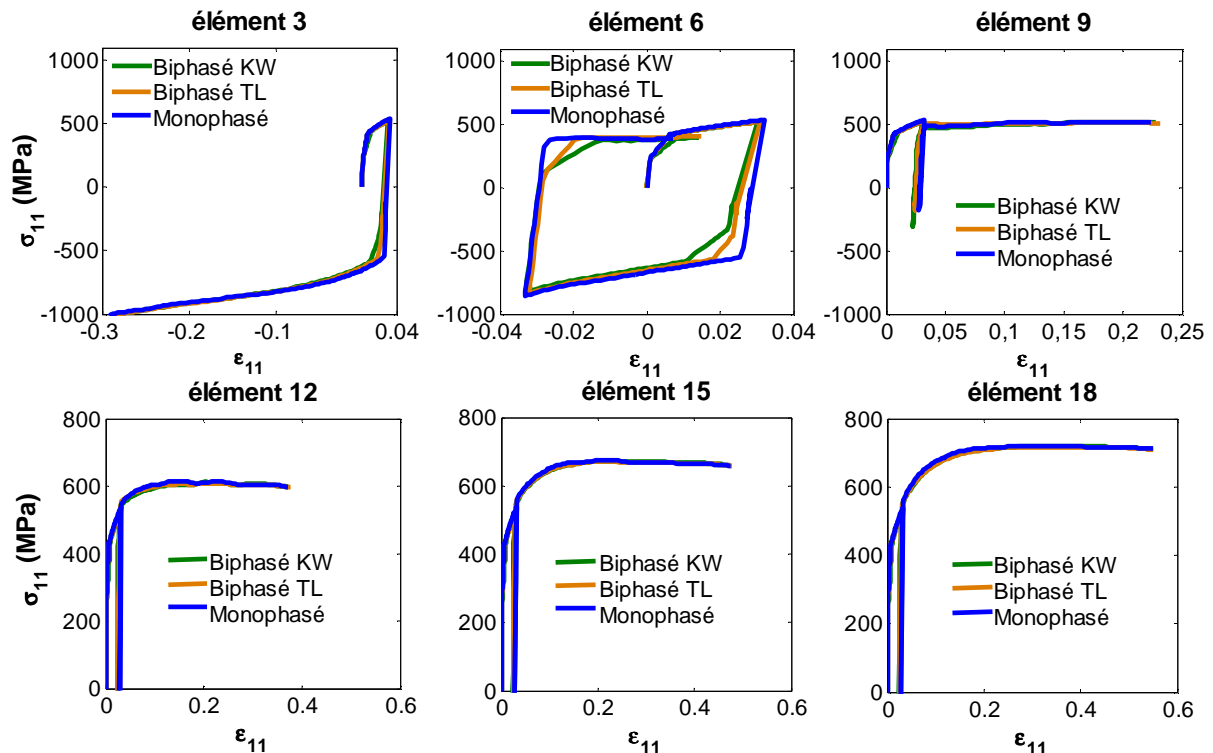 élément 3
élément 6
élément 9
1000
500
0
-500
-1000
σ11 (MPa)
Biphasé KW
Biphasé TL
Monophasé
-0.3
-0.2
-0.1
0.04
ε11
1000
500
0
-500
-1000
Biphasé KW
Biphasé TL
Monophasé
-0.04
-0.02
0
0.02
0.04
ε11
1000
500
0
-500
-1000
Biphasé KW
Biphasé TL
Monophasé
0
0,05
0,1
0,15
0,2
0,25
ε11
élément 12
élément 15
élément 18
800
600
400
200
0
σ11 (MPa)
Biphasé KW
Biphasé TL
Monophasé
0
0.2
0.4
0.6
ε11
800
600
400
200
0
Biphasé KW
Biphasé TL
Monophasé
0
0.2
0.4
0.6
ε11
800
600
400
200
0
Biphasé KW
Biphasé TL
Monophasé
0
0.2
0.4
0.6
ε11